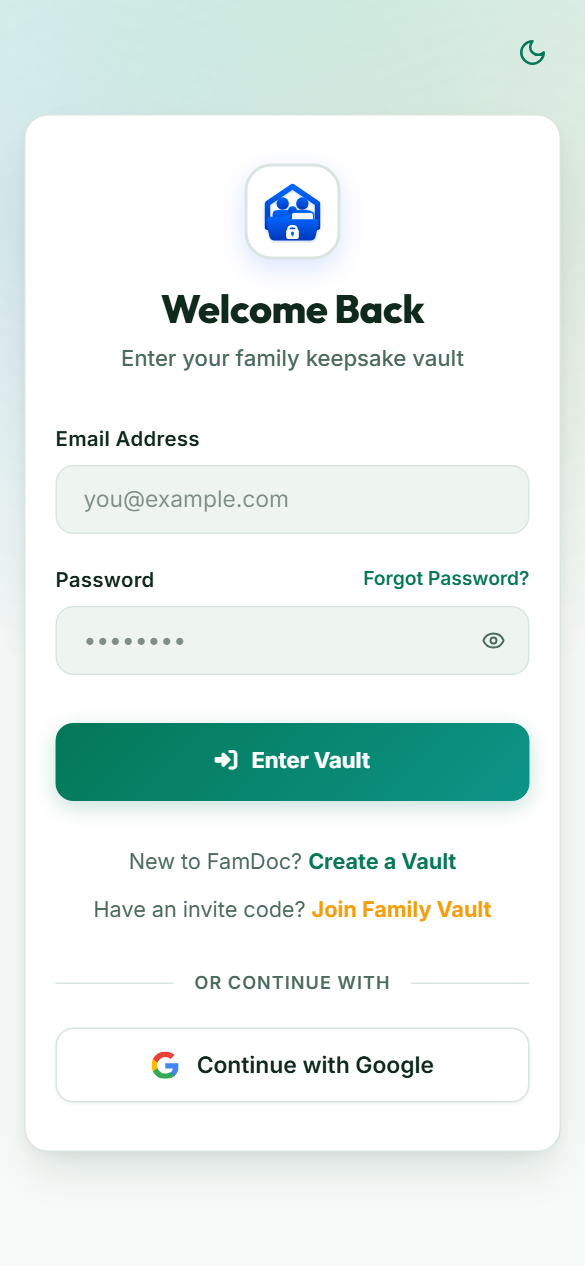 Welcome Back
Enter your family keepsake vault
Email Address
you@example.com
Password Forgot Password?
••••••••
Enter Vault
New to FamDoc? Create a Vault
Have an invite code? Join Family Vault
OR CONTINUE WITH
Continue with Google